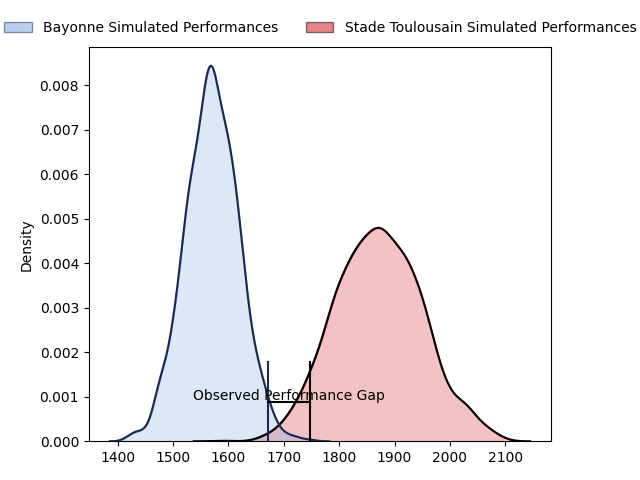 Bayonne Simulated Performances
Stade Toulousain Simulated Performances
0.008
0.007
0.006
0.005
0.004
0.003
0.002
0.001
0.000
Density
Observed Performance Gap
1400 1500 1600 1700 1800 1900 2000 2100